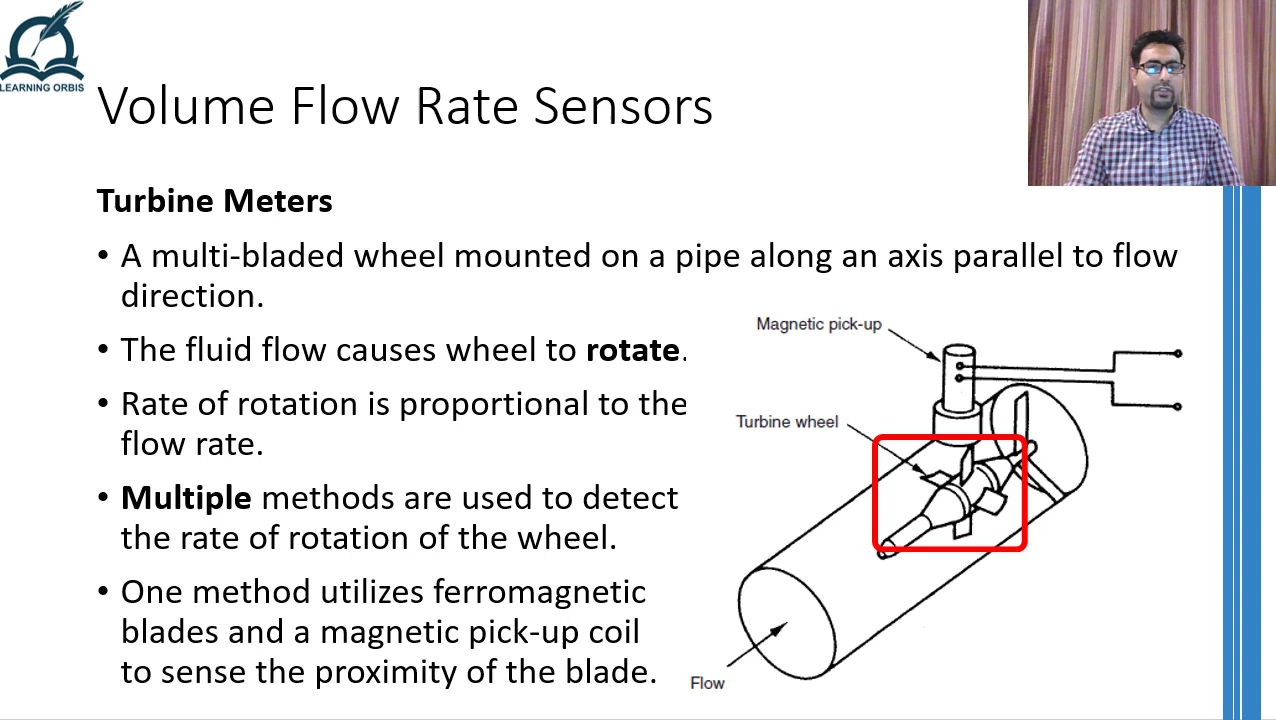 LEARNING ORBIS
Volume Flow Rate Sensors
Turbine Meters
• A multi-bladed wheel mounted on a pipe along an axis parallel to flow
direction.
• The fluid flow causes wheel to rotate.
• Rate of rotation is proportional to the
flow rate.
• Multiple methods are used to detect
the rate of rotation of the wheel.
• One method utilizes ferromagnetic
blades and a magnetic pick-up coil
to sense the proximity of the blade.
Magnetic pick-up
Turbine wheel
Flow